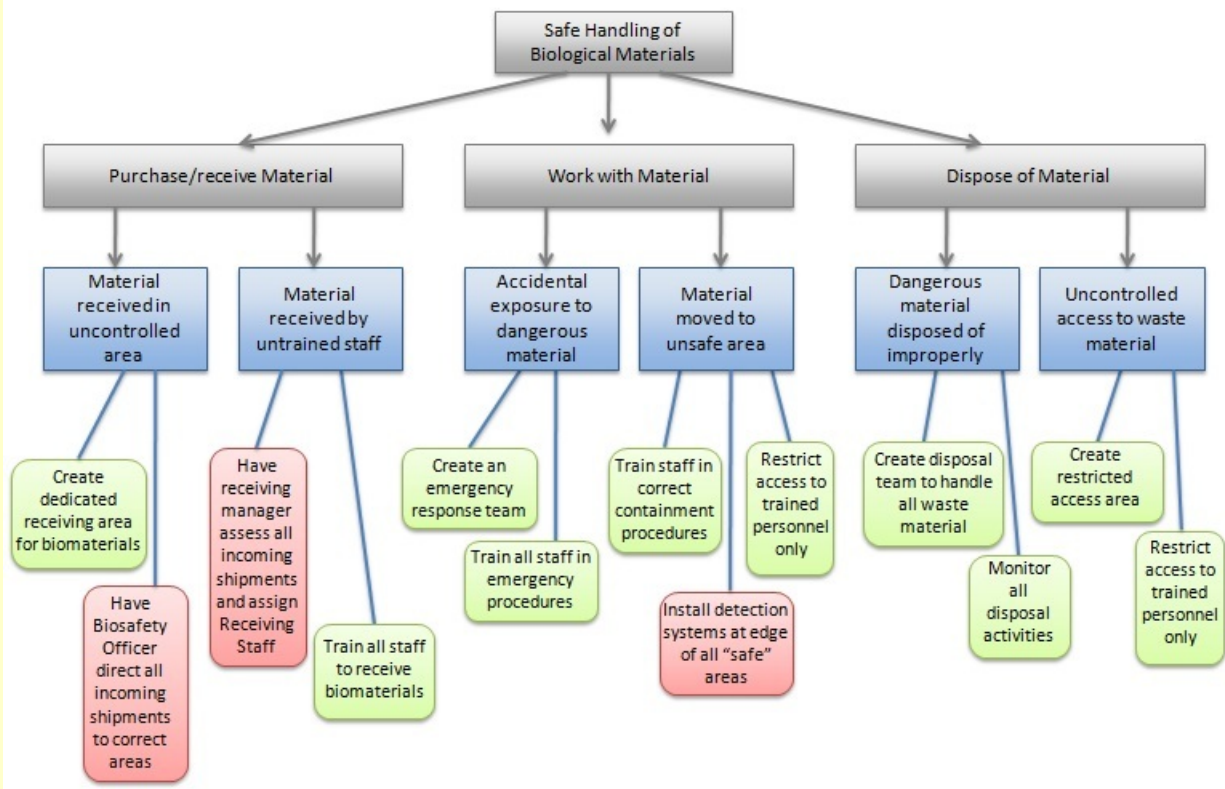 Safe Handling of
Biological Materials
Purchase/receive Material
Work with Material
Dispose of Material
Material
received in
uncontrolled
area
Material
received by
untrained staff
Accidental
exposure to
dangerous
material
Material
moved to
unsafe area
Dangerous
material
disposed of
improperly
Uncontrolled
access to waste
material
Create
dedicated
receiving area
for biomaterials
Have
Biosafety
Officer
direct all
incoming
shipments
to correct
areas
Have
receiving
manager
assess all
incoming
shipments
and assign
Receiving
Staff
Train all staff
to receive
biomaterials
Create an
emergency
response team
Train all staff in
emergency
procedures
Train staff in
correct
containment
procedures
Install detection
systems at edge
of all “safe”
areas
Restrict
access to
trained
personnel
only
Create disposal
team to handle
all waste
material
Monitor
all
disposal
activities
Create
restricted
access area
Restrict
access to
trained
personnel
only